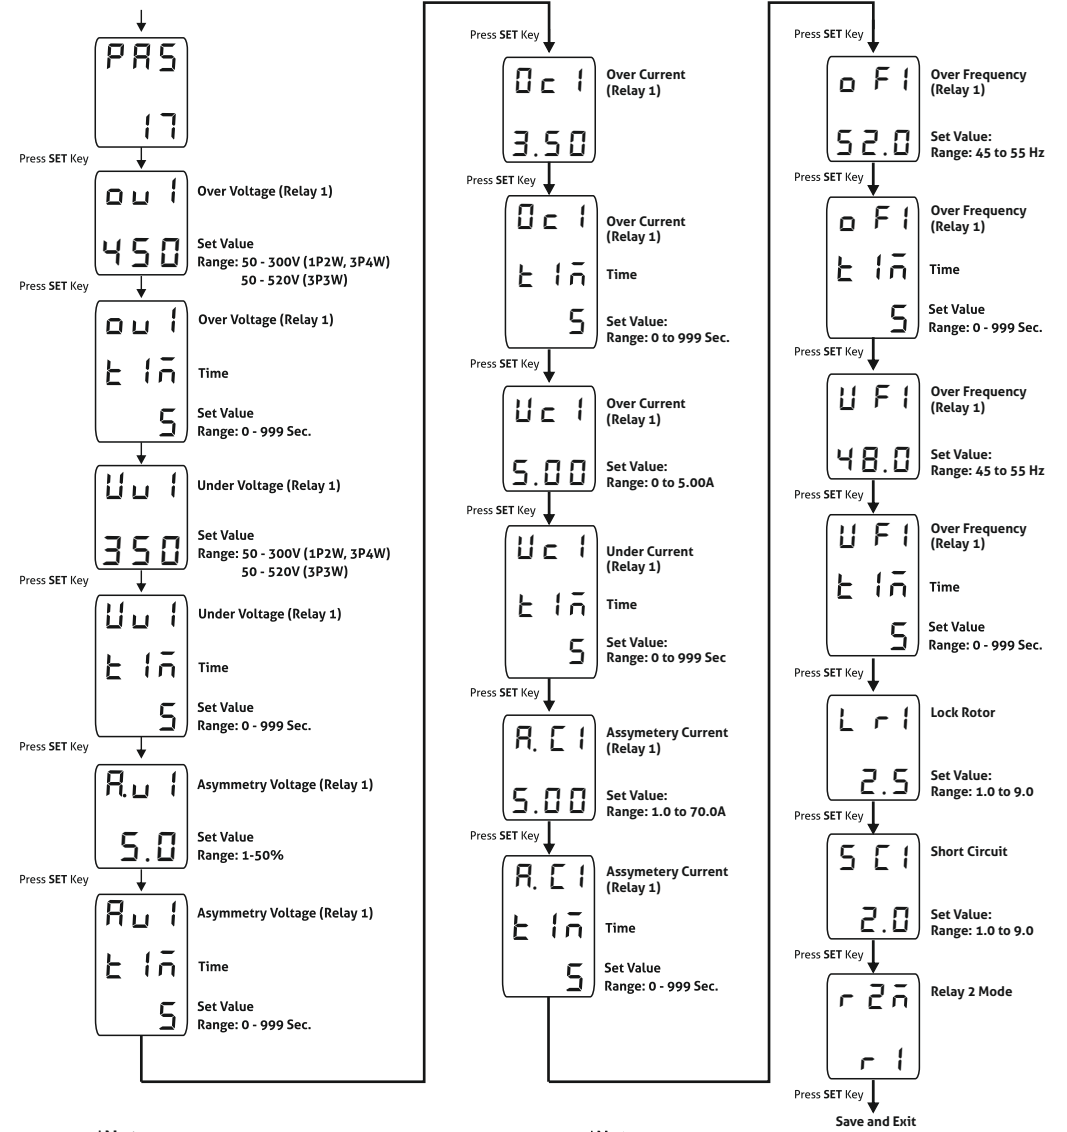 PAS
17
Press SET Key
ou1
Over Voltage (Relay 1)
450
Set Value
Range: 50 - 300V (1P2W, 3P4W)
50 - 520V (3P3W)
Press SET Key
ou1
Over Voltage (Relay 1)
Time
5
Set Value
Range: 0 - 999 Sec.
Uu1
Under Voltage (Relay 1)
350
Set Value
Range: 50 - 300V (1P2W, 3P4W)
50 - 520V (3P3W)
Press SET Key
Uu1
Under Voltage (Relay 1)
Time
5
Set Value
Range: 0 - 999 Sec.
Press SET Key
A.u1
Asymmetry Voltage (Relay 1)
5.0
Set Value
Range: 1-50%
Press SET Key
Au1
Asymmetry Voltage (Relay 1)
Time
5
Set Value
Range: 0 - 999 Sec.
Press SET Key
Oc1
Over Current
(Relay 1)
3.50
Press SET Key
Oc1
Over Current
(Relay 1)
Time
5
Set Value:
Range: 0 to 999 Sec.
Press SET Key
Uc1
Over Current
(Relay 1)
5.00
Set Value:
Range: 0 to 5.00A
Press SET Key
Uc1
Under Current
(Relay 1)
Time
5
Set Value:
Range: 0 to 999 Sec
Press SET Key
A.C1
Assymetery Current
(Relay 1)
5.00
Set Value:
Range: 1.0 to 70.0A
Press SET Key
A.C1
Assymetery Current
(Relay 1)
Time
5
Set Value
Range: 0 - 999 Sec.
Press SET Key
oF1
Over Frequency
(Relay 1)
52.0
Set Value:
Range: 45 to 55 Hz
Press SET Key
oF1
Over Frequency
(Relay 1)
Time
5
Set Value
Range: 0 - 999 Sec.
Press SET Key
UF1
Over Frequency
(Relay 1)
48.0
Set Value:
Range: 45 to 55 Hz
Press SET Key
UF1
Over Frequency
(Relay 1)
Time
5
Set Value
Range: 0 - 999 Sec.
Press SET Key
Lr1
Lock Rotor
2.5
Set Value:
Range: 1.0 to 9.0
Press SET Key
SC1
Short Circuit
2.0
Set Value:
Range: 1.0 to 9.0
Press SET Key
Relay 2 Mode
r1
Press SET Key
Save and Exit